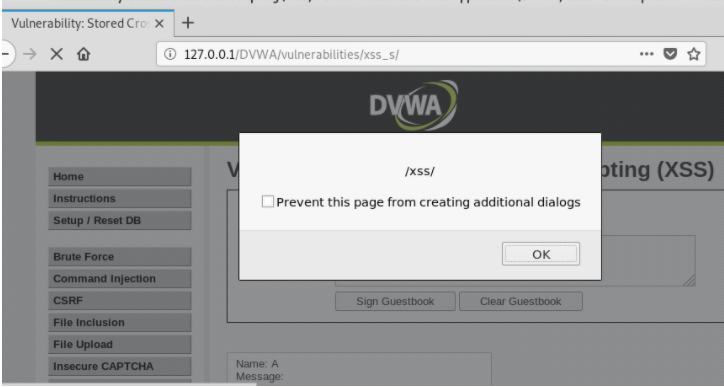 Vulnerability: Stored Cro
127.0.0.1/DVWA/vulnerabilities/xss_s/
DVWA
V
pting (XSS)
/xss/
Prevent this page from creating additional dialogs
OK
Home
Instructions
Setup / Reset DB
Brute Force
Command Injection
CSRF
File Inclusion
File Upload
Insecure CAPTCHA
Sign Guestbook
Clear Guestbook
Name: A
Message: